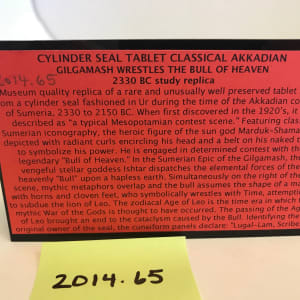 CYLINDER SEAL TABLET CLASSICAL AKKADIAN
GILGAMASH WRESTLES THE BULL OF HEAVEN
2014.65
2330 BC study replica
Museum quality replica of a rare and unusually well preserved tablet
from a cylinder seal fashioned in Ur during the time of the Akkadian co
of Sumeria, 2330 to 2150 BC. When first discovered in the 1920's, it
described as "a typical Mesopotamian contest scene." Featuring clas
Sumerian iconography, the heroic figure of the sun god Marduk-Shama
depicted with radiant curls encircling his head and a belt on his naked t
to symbolize his power. He is engaged in determined contest with th
legendary "Bull of Heaven." In the Sumerian Epic of the Gilgamash, t
vengeful stellar goddess Ishtar dispatches the elemental forces of the
heavenly "Bull" upon a hapless earth. Simultaneously on the right of the
scene, mythic metaphors overlap and the bull assumes the shape of a ma
with horns and cloven feet, who symbolically wrestles with Time, attemptin
to subdue the lion of Leo. The zodiacal Age of Leo is the time era in which t
mythic War of the Gods is thought to have occurred. The passing of the Age
of Leo brought an end to the cataclysm caused by the Bull. Identifying the
original owner of the seal, the cuneiform panels declare: "Lugal-Lam, Scribe
2014.65